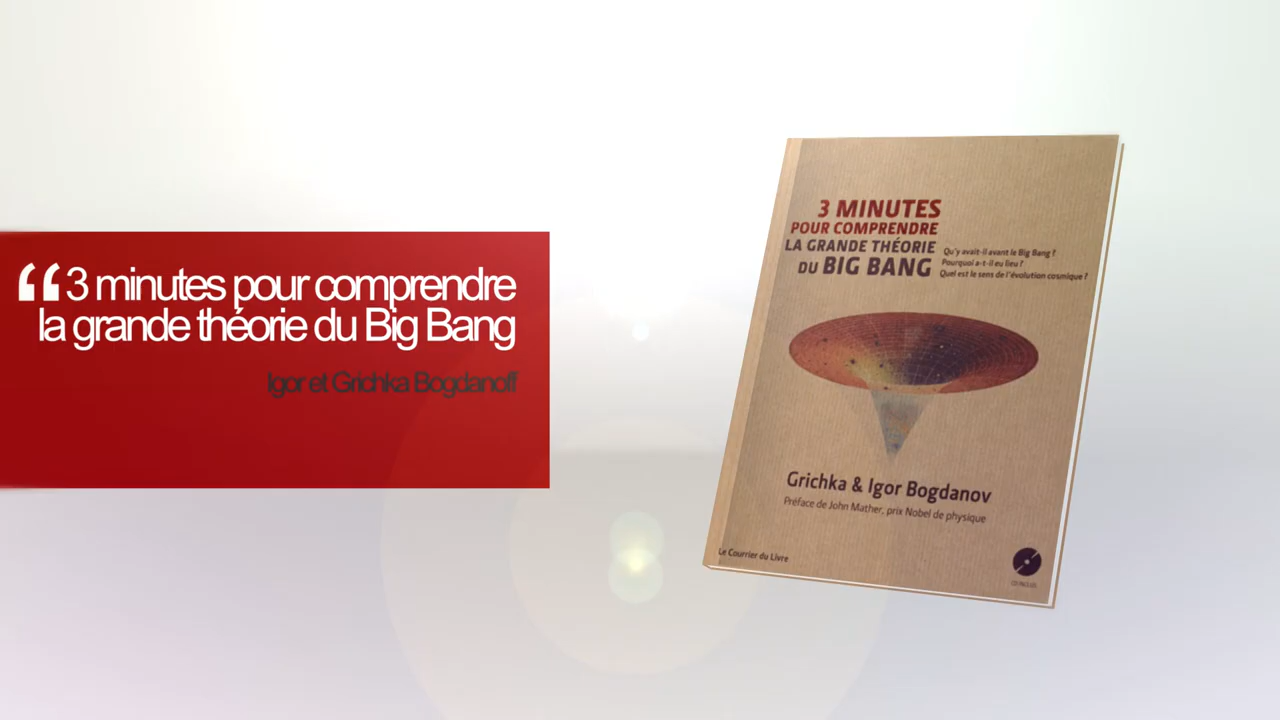 “3 minutes pour comprendre
la grande théorie du Big Bang
Igor et Grichka Bogdanoff
3 MINUTES
POUR COMPRENDRE
LA GRANDE THÉORIE
DU BIG BANG
Qu'y avait-il avant le Big Bang ?
Pourquoi a-t-il eu lieu ?
Quel est le sens de l'évolution cosmique ?
Grichka & Igor Bogdanov
Préface de John Mather, prix Nobel de physique
Le Courrier du Livre